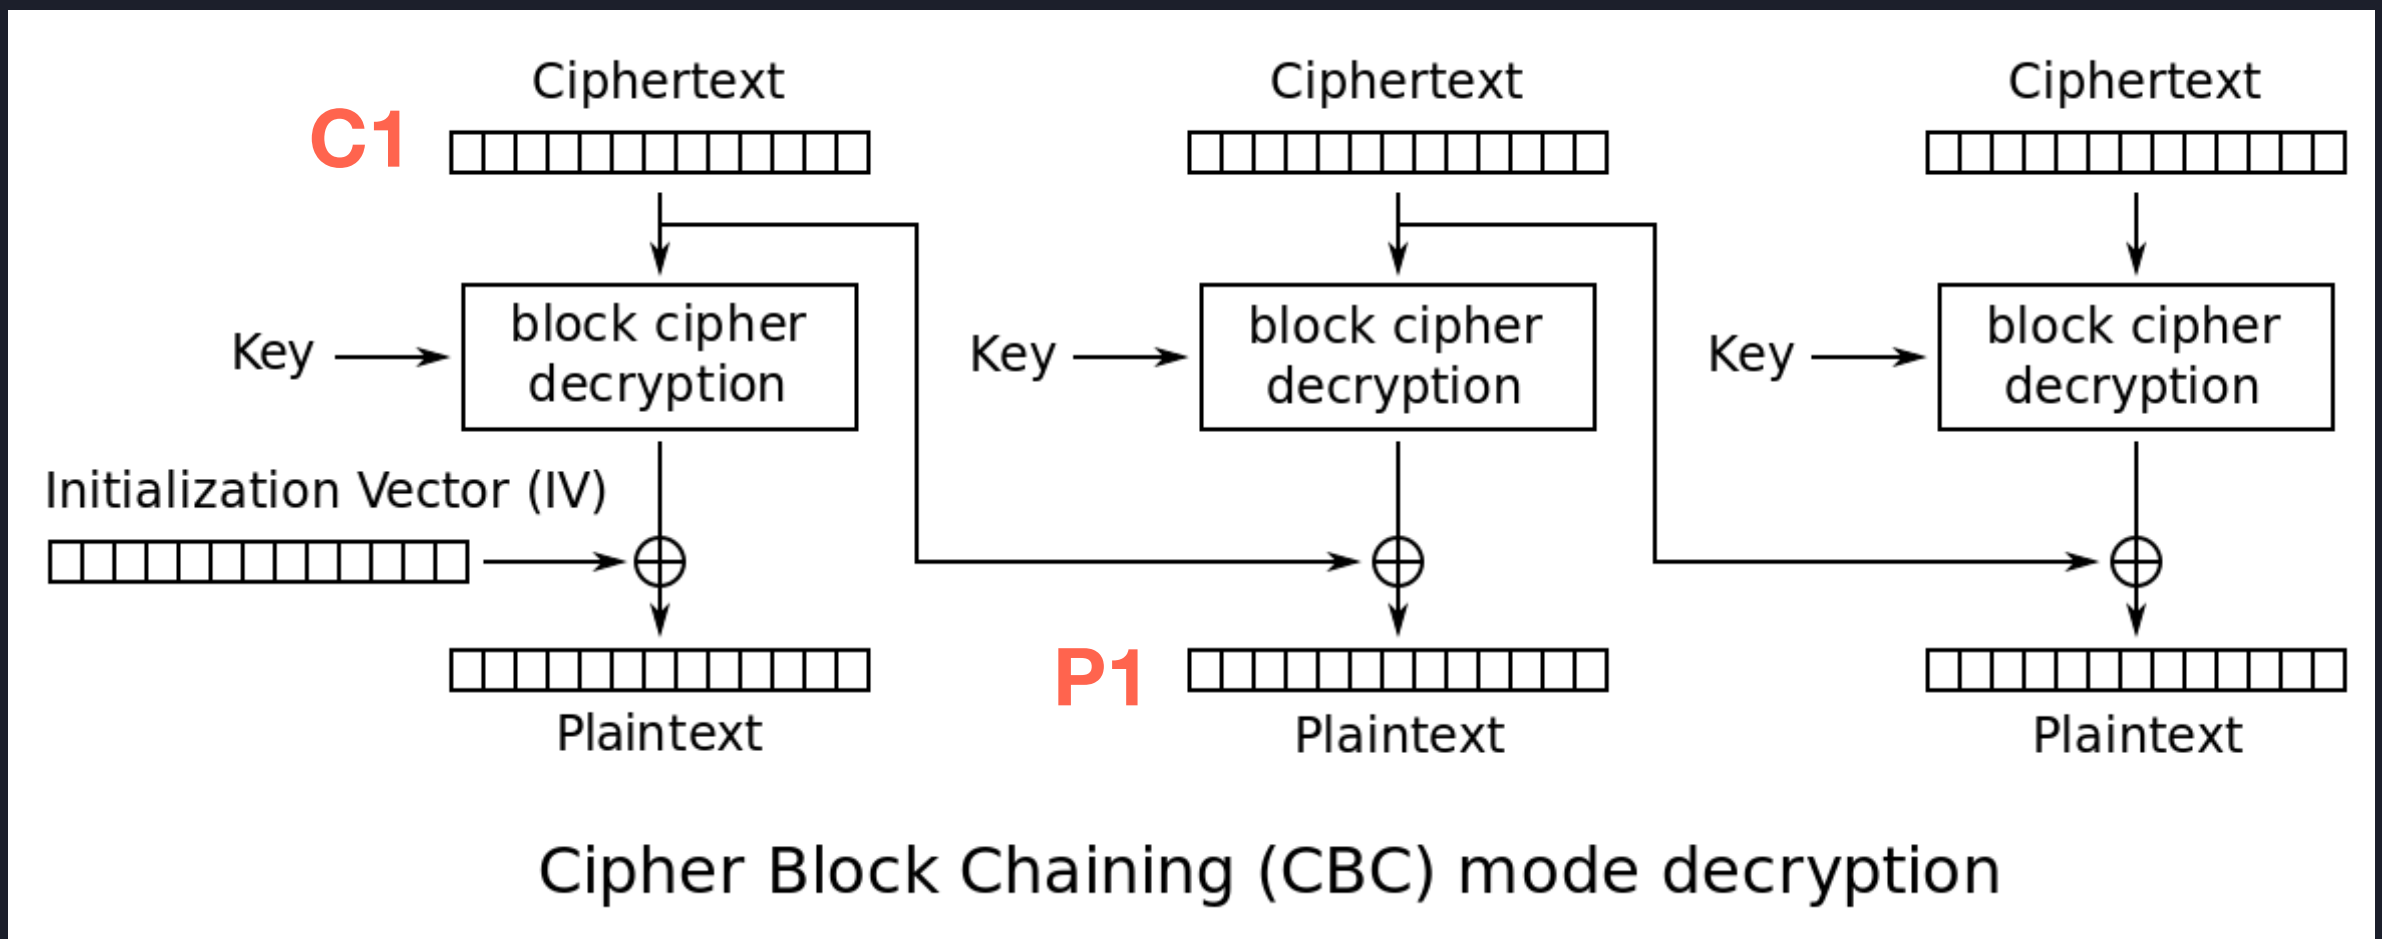 Ciphertext
Ciphertext
Ciphertext
C1
Key
block cipher
decryption
Key
block cipher
decryption
Key
block cipher
decryption
Initialization Vector (IV)
P1
Plaintext
Plaintext
Plaintext
Cipher Block Chaining (CBC) mode decryption